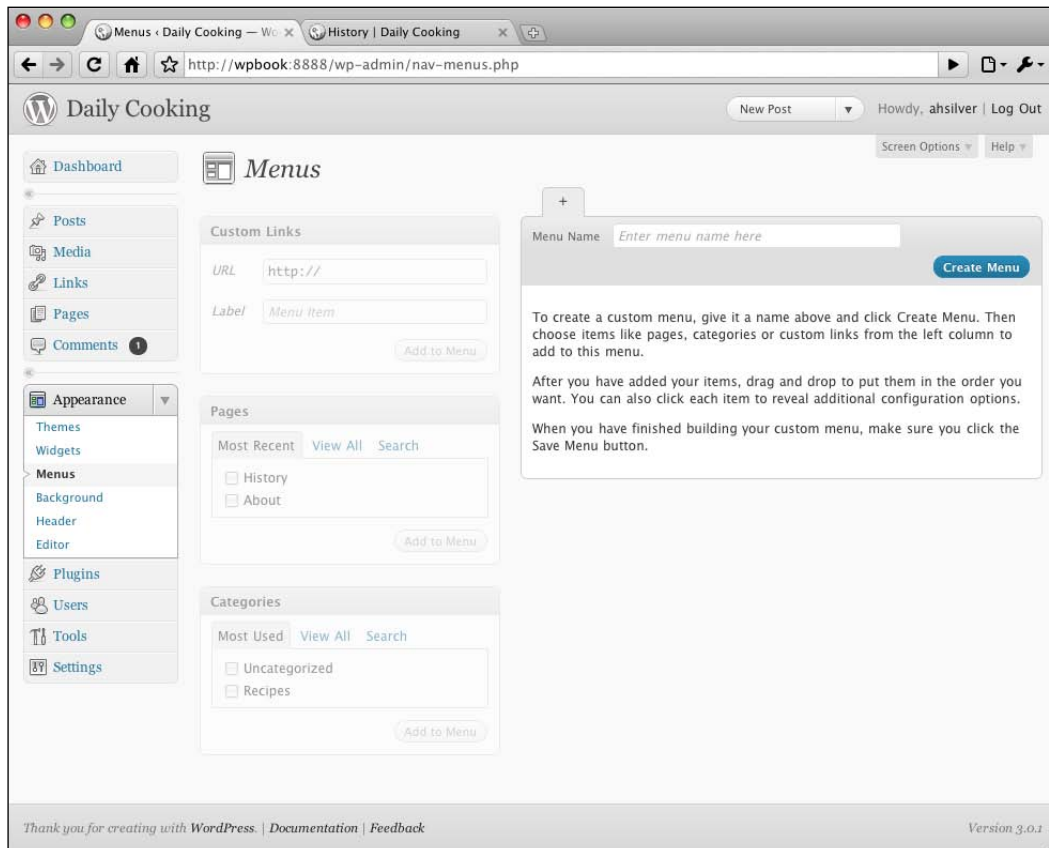 Menus ‹ Daily Cooking — Wo
History | Daily Cooking
http://wpbook:8888/wp-admin/nav-menus.php
Daily Cooking
New Post
Howdy, ahsilver | Log Out
Screen Options
Help
Dashboard
Posts
Media
Links
Pages
Comments 1
Appearance
Themes
Widgets
Menus
Background
Header
Editor
Plugins
Users
Tools
Settings
Menus
Custom Links
URL http://
Label Menu Item
Add to Menu
Pages
Most Recent View All Search
History
About
Add to Menu
Categories
Most Used View All Search
Uncategorized
Recipes
Add to Menu
+
Menu Name Enter menu name here
Create Menu
To create a custom menu, give it a name above and click Create Menu. Then
choose items like pages, categories or custom links from the left column to
add to this menu.
After you have added your items, drag and drop to put them in the order you
want. You can also click each item to reveal additional configuration options.
When you have finished building your custom menu, make sure you click the
Save Menu button.
Thank you for creating with WordPress. | Documentation | Feedback
Version 3.0.1